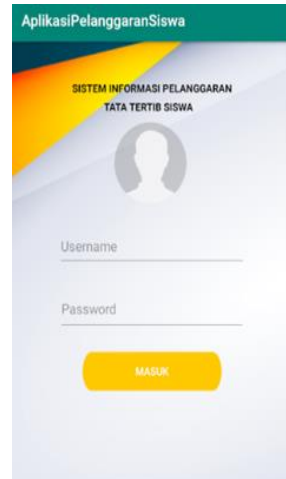 AplikasiPelanggaranSiswa
SISTEM INFORMASI PELANGGARAN
TATA TERTIB SISWA
Username
Password
MASUK